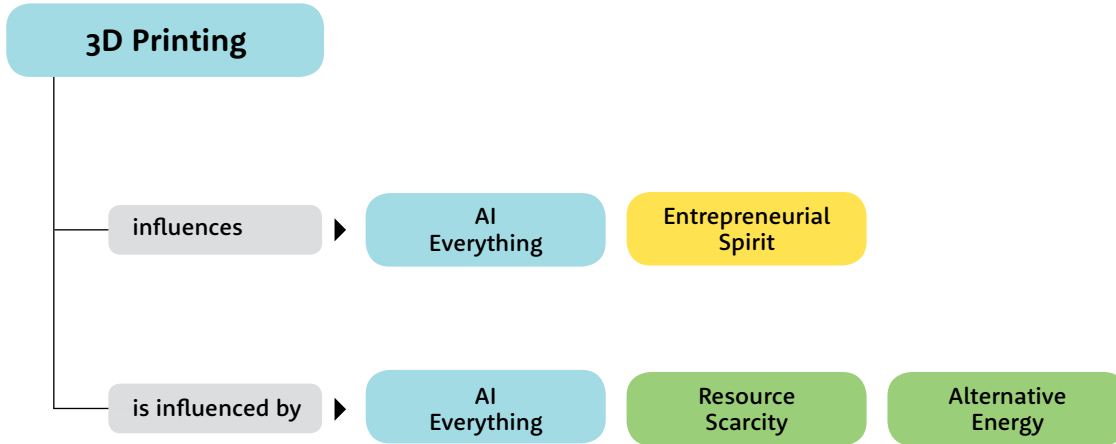 3D Printing
influences
AI
Everything
Entrepreneurial
Spirit
is influenced by
AI
Everything
Resource
Scarcity
Alternative
Energy